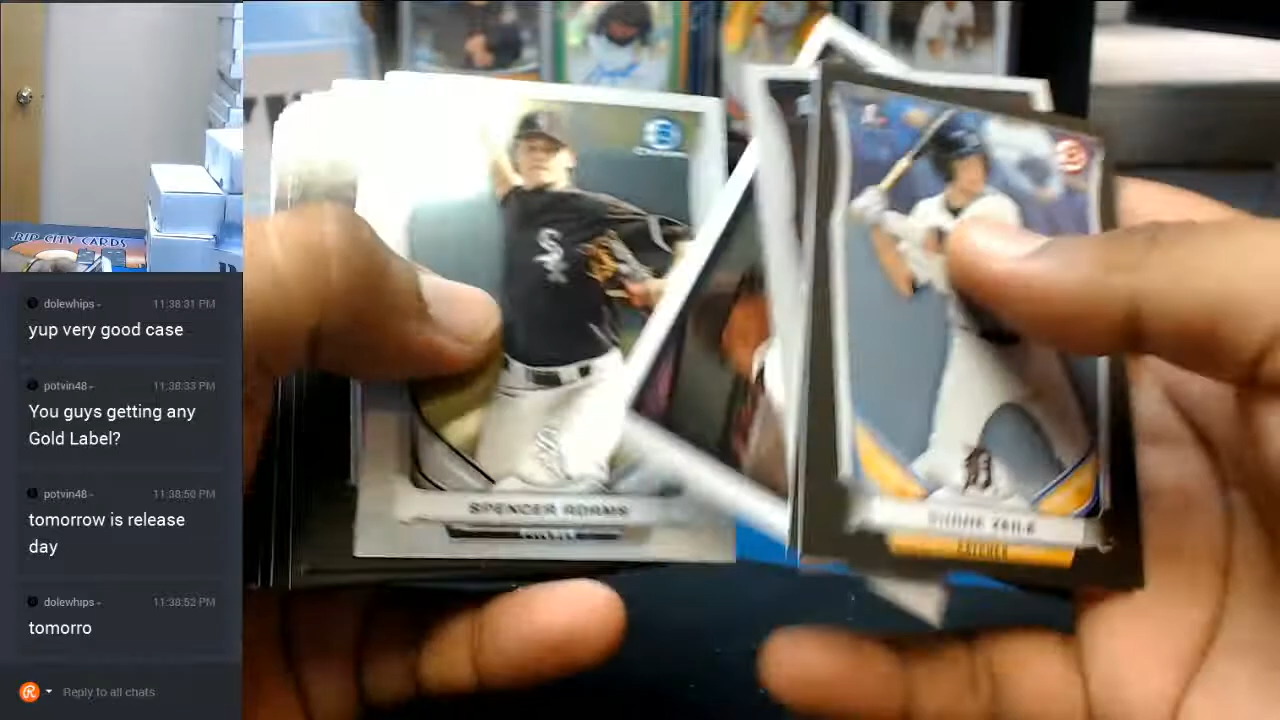 RIP CITY CARDS
dolewhips -
11:38:31 PM
yup very good case
potvin48 -
11:38:33 PM
You guys getting any
Gold Label?
potvin48 -
11:38:50 PM
tomorrow is release
day
dolewhips -
11:38:52 PM
tomorro
Reply to all chats
SPENCER ADAMS
PITCHER
CATCHER